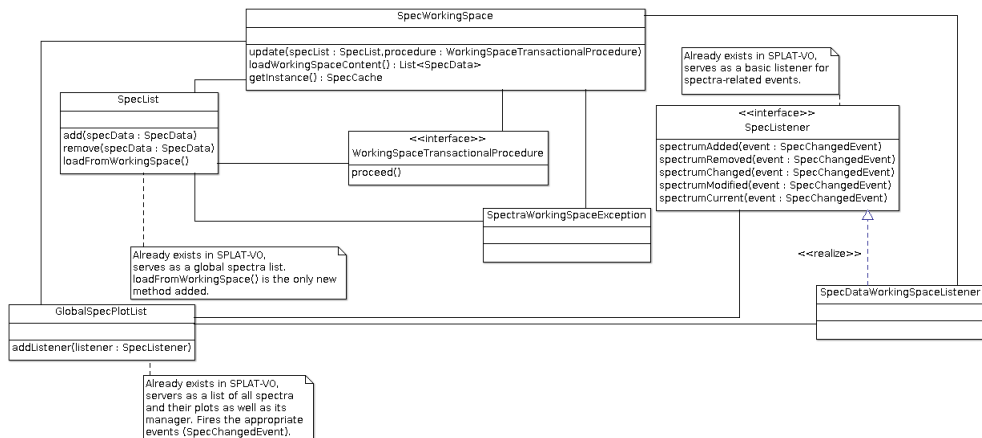 SpecWorkingSpace
update(specList : SpecList,procedure : WorkingSpaceTransactionalProcedure)
loadWorkingSpaceContent() : List<SpecData>
getInstance() : SpecCache
Already exists in SPLAT-VO,
serves as a basic listener for
spectra-related events.
SpecList
add(specData : SpecData)
remove(specData : SpecData)
loadFromWorkingSpace()
<<interface>>
WorkingSpaceTransactionalProcedure
proceed()
<<interface>>
SpecListener
spectrumAdded(event : SpecChangedEvent)
spectrumRemoved(event : SpecChangedEvent)
spectrumChanged(event : SpecChangedEvent)
spectrumModified(event : SpecChangedEvent)
spectrumCurrent(event : SpecChangedEvent)
SpectraWorkingSpaceException
Already exists in SPLAT-VO,
serves as a global spectra list.
loadFromWorkingSpace() is the only new
method added.
<<realize>>
SpecDataWorkingSpaceListener
GlobalSpecPlotList
addListener(listener : SpecListener)
Already exists in SPLAT-VO,
servers as a list of all spectra
and their plots as well as its
manager. Fires the appropriate
events (SpecChangedEvent).